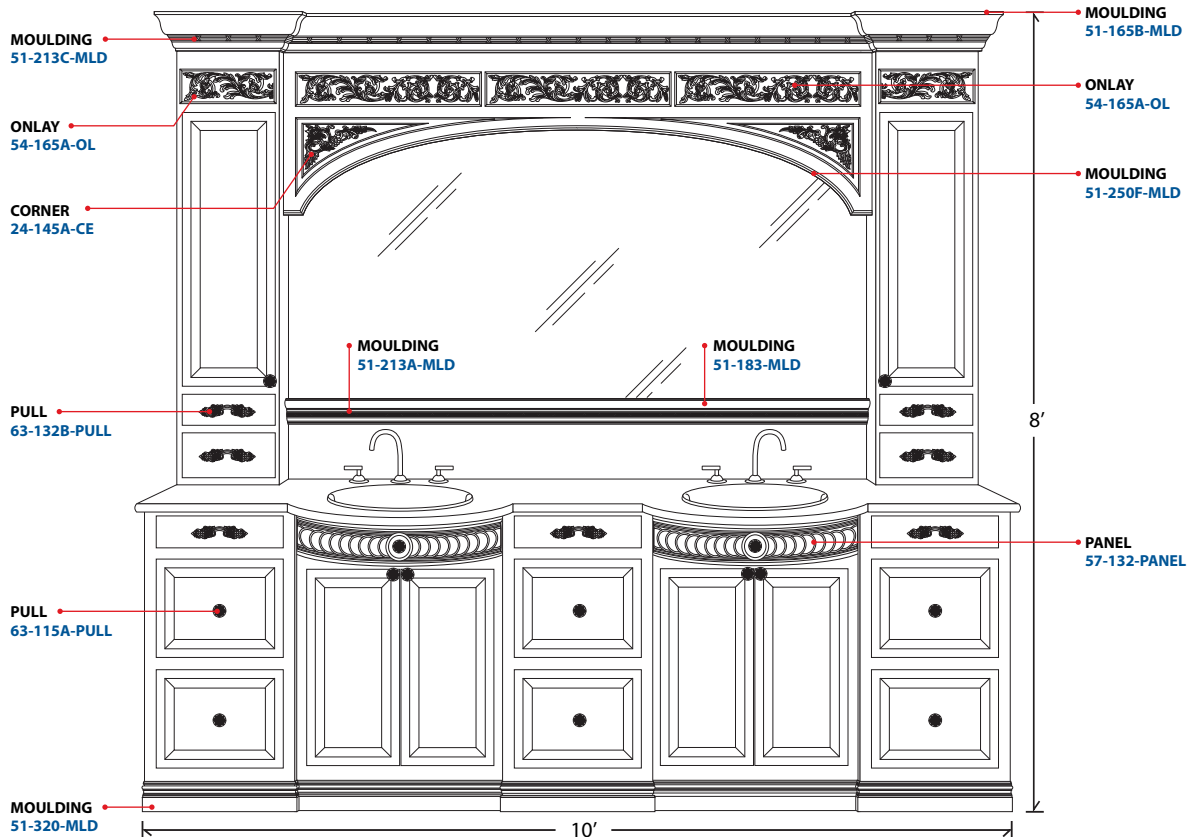 MOULDING
51-213C-MLD
ONLAY
54-165A-OL
CORNER
24-145A-CE
MOULDING
51-213A-MLD
MOULDING
51-183-MLD
PULL
63-132B-PULL
PULL
63-115A-PULL
MOULDING
51-320-MLD
MOULDING
51-165B-MLD
ONLAY
54-165A-OL
MOULDING
51-250F-MLD
8’
PANEL
57-132-PANEL
10’